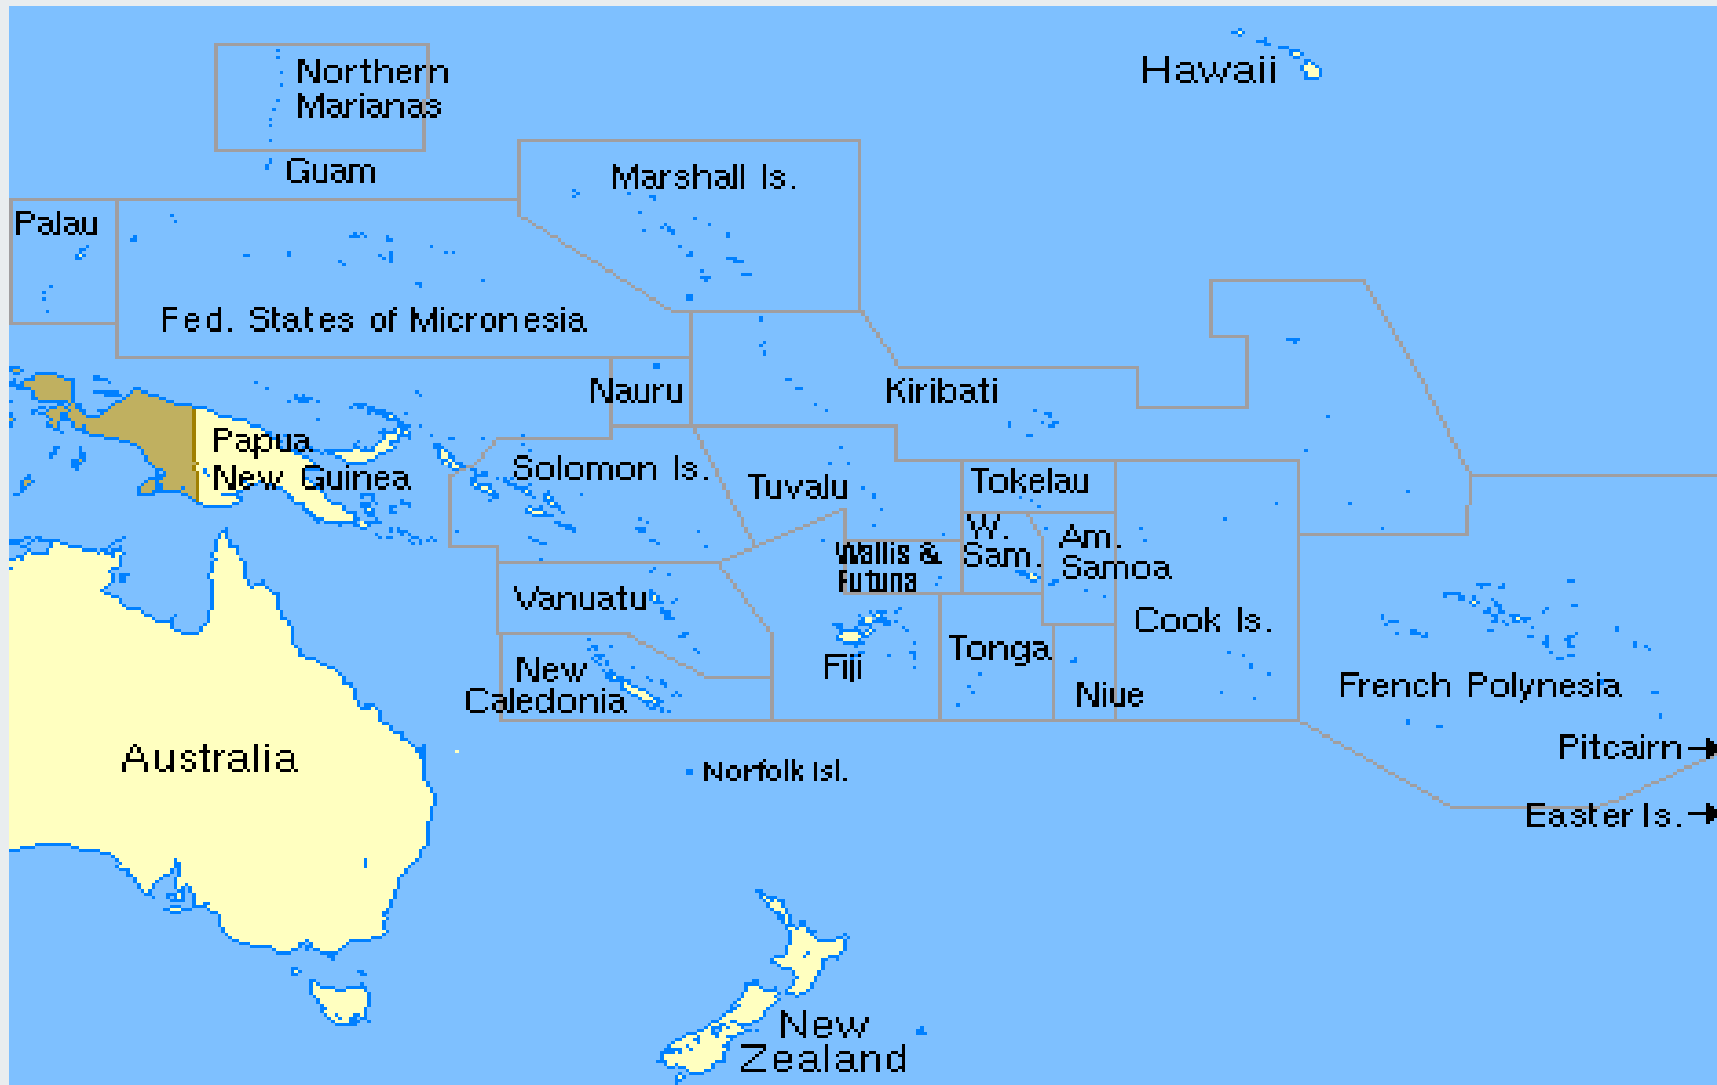 Northern
Marianas
Hawaii
Guam
Marshall Is.
Palau
Fed. States of Micronesia
Nauru
Kiribati
Papua
New Guinea
Solomon Is.
Tuvalu
Tokelau
W.
Sam.
Am.
Samoa
Wallis &
Futuna
Vanuatu
Cook Is.
Fiji
Tonga
New
Caledonia
Niue
French Polynesia
Pitcairn
Australia
Norfolk Isl.
Easter Is.
New
Zealand